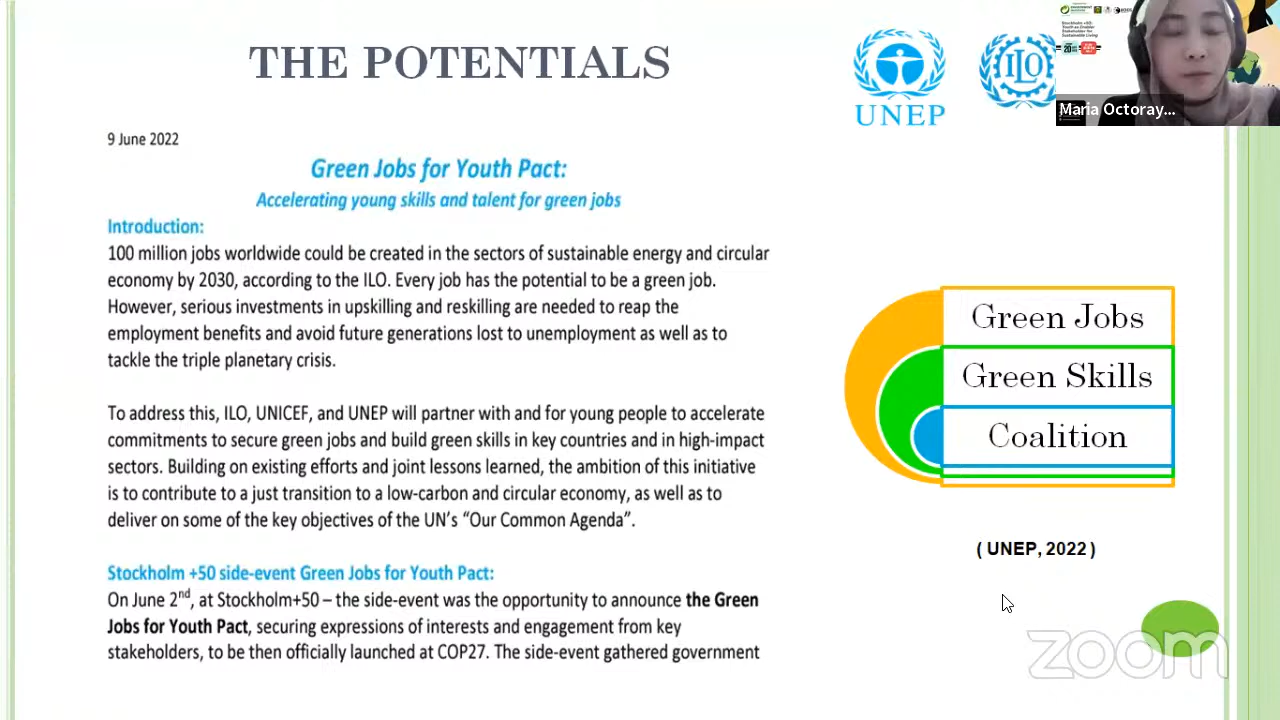 THE POTENTIALS
UNEP
ILO
Stockholm +50:
Youth as Enabler
Stakeholder for
Sustainable Living
20
Maria Octoray...
9 June 2022
Green Jobs for Youth Pact:
Accelerating young skills and talent for green jobs
Introduction:
100 million jobs worldwide could be created in the sectors of sustainable energy and circular
economy by 2030, according to the ILO. Every job has the potential to be a green job.
However, serious investments in upskilling and reskilling are needed to reap the
employment benefits and avoid future generations lost to unemployment as well as to
tackle the triple planetary crisis.
To address this, ILO, UNICEF, and UNEP will partner with and for young people to accelerate
commitments to secure green jobs and build green skills in key countries and in high-impact
sectors. Building on existing efforts and joint lessons learned, the ambition of this initiative
is to contribute to a just transition to a low-carbon and circular economy, as well as to
deliver on some of the key objectives of the UN's “Our Common Agenda”.
Stockholm +50 side-event Green Jobs for Youth Pact:
On June 2nd, at Stockholm+50 – the side-event was the opportunity to announce the Green
Jobs for Youth Pact, securing expressions of interests and engagement from key
stakeholders, to be then officially launched at COP27. The side-event gathered government
Green Jobs
Green Skills
Coalition
( UNEP, 2022 )
zoom